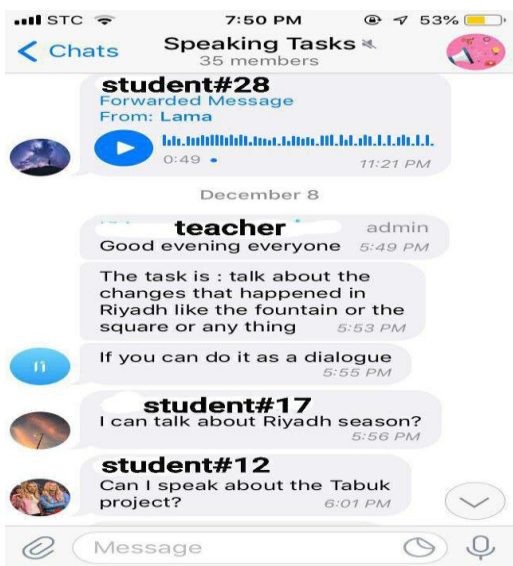 STC 7:50 PM 53%
Chats Speaking Tasks
35 members
student#28
Forwarded Message
From: Lama
0:49 11:21 PM
December 8
teacher admin
Good evening everyone 5:49 PM
The task is : talk about the
changes that happened in
Riyadh like the fountain or the
square or any thing 5:53 PM
If you can do it as a dialogue
5:55 PM
student#17
I can talk about Riyadh season?
5:56 PM
student#12
Can I speak about the Tabuk
project? 6:01 PM
Message